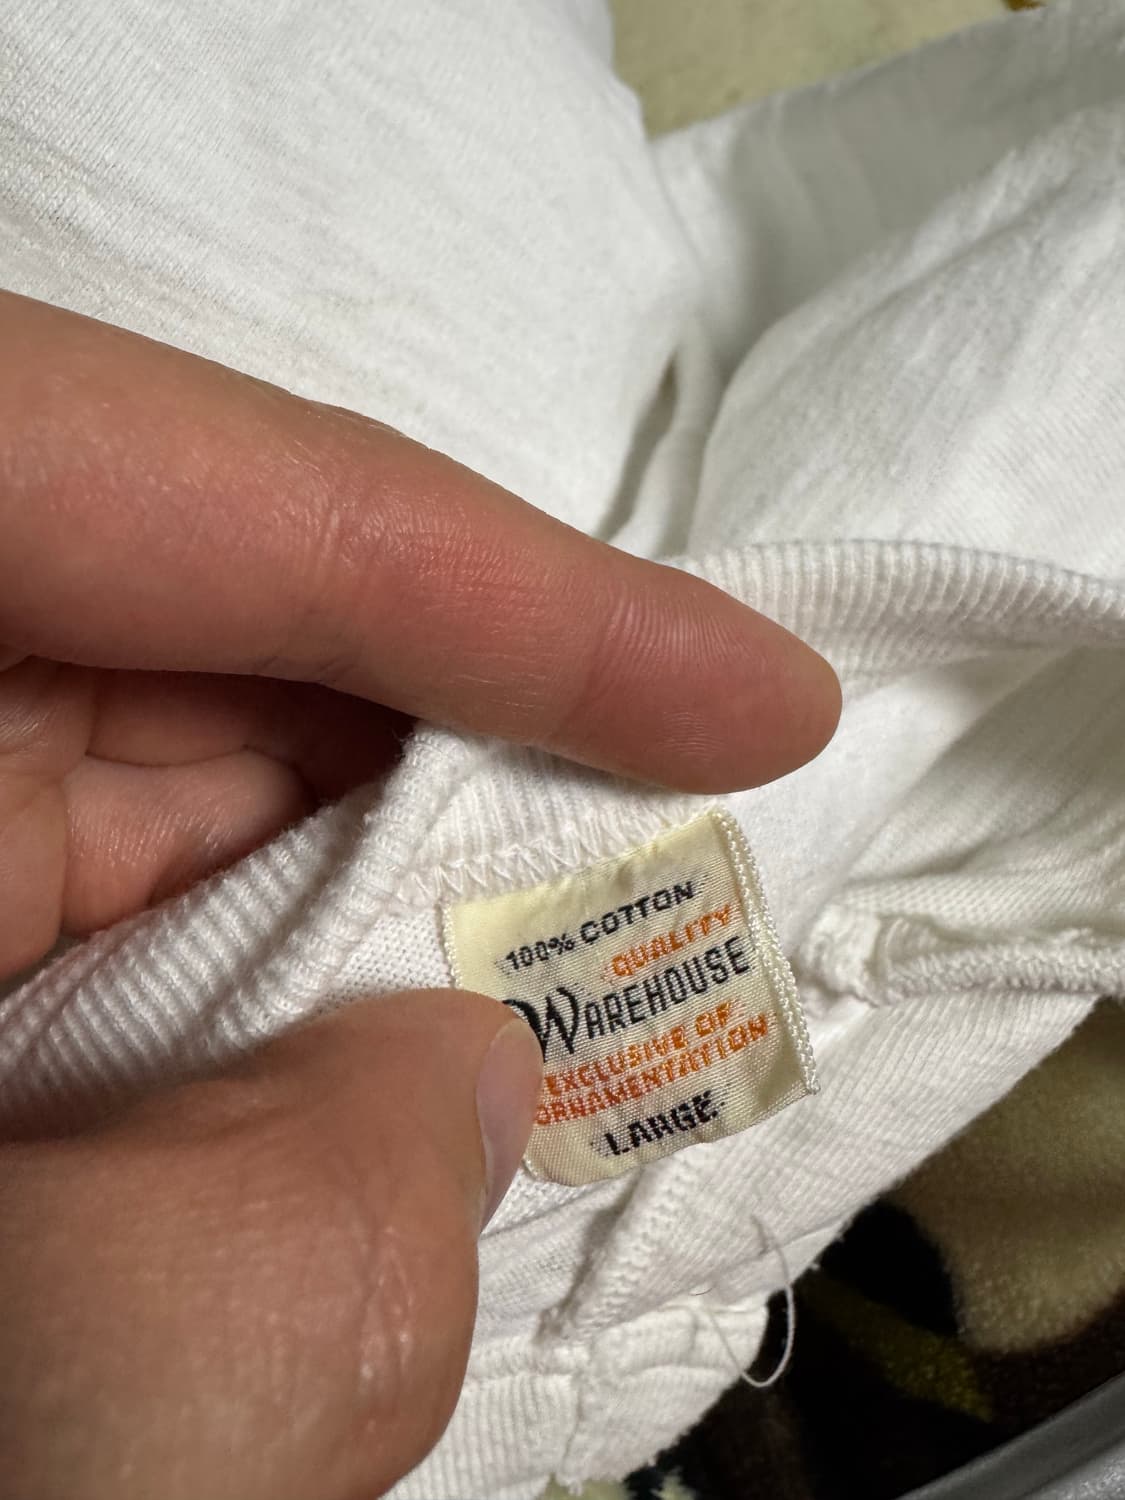 100% COTTON
QUALITY
WAREHOUSE
EXCLUSIVE OF
ORNAMENTATION
LARGE